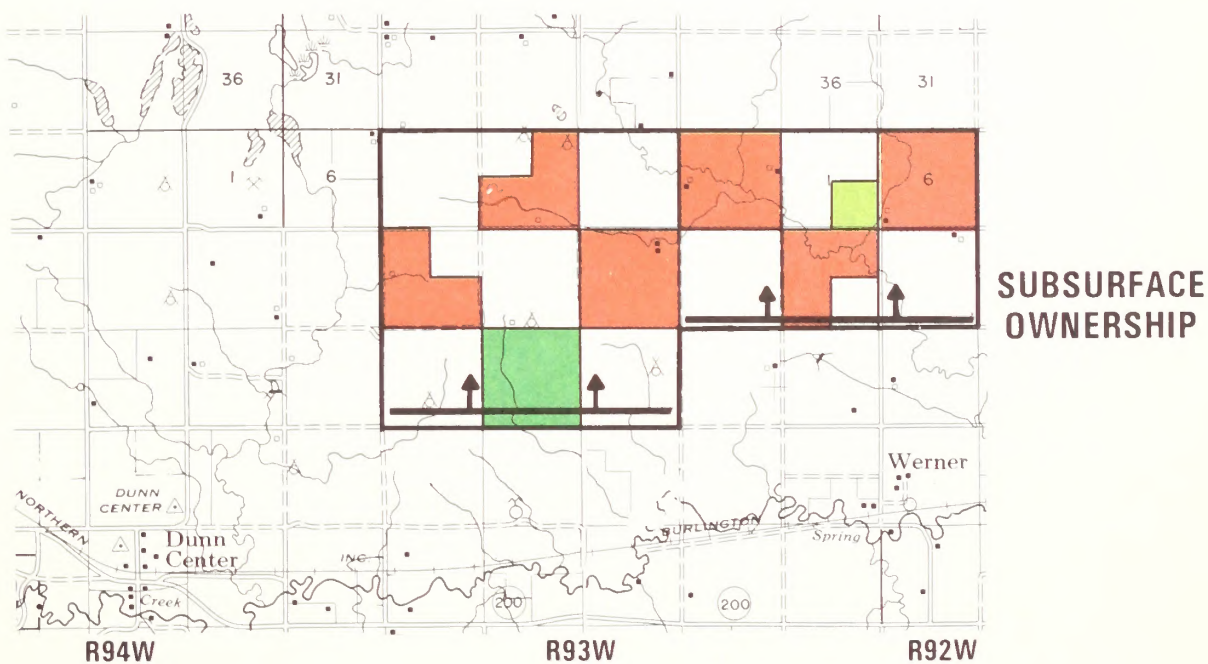 36
31
36
31
1
6
1
6
SUBSURFACE
OWNERSHIP
Werner
DUNN
CENTER
NORTHERN
Dunn
Center
BURLINGTON
Spring
INC
Creek
200
200
R94W
R93W
R92W